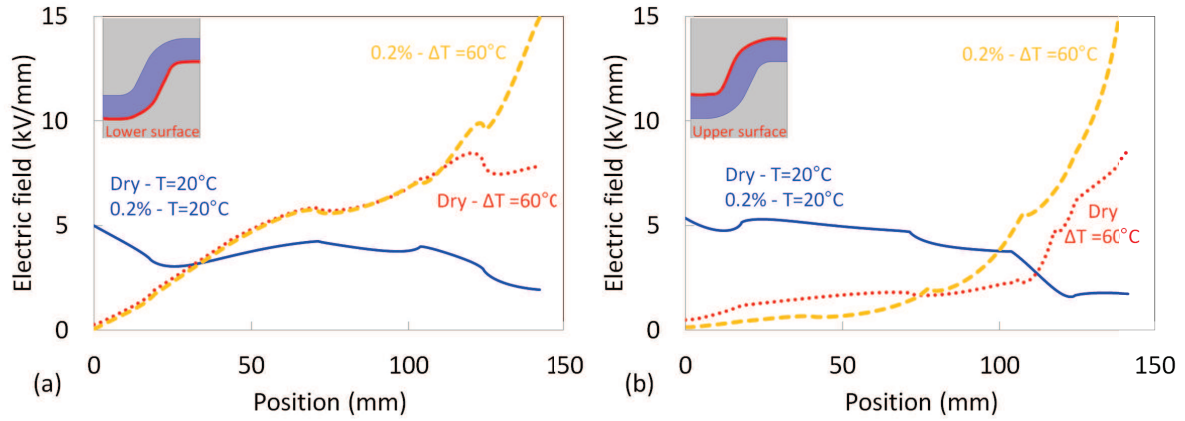 15
10
5
0
0
50
100
150
Electric field (kV/mm)
Position (mm)
(a)
Lower surface
0.2% - ΔT =60°C
Dry - T=20°C
0.2% - T=20°C
Dry - ΔT =60°C
15
10
5
0
0
50
100
150
Electric field (kV/mm)
Position (mm)
(b)
Upper surface
0.2% - ΔT =60°C
Dry - T=20°C
0.2% - T=20°C
Dry
ΔT =60°C